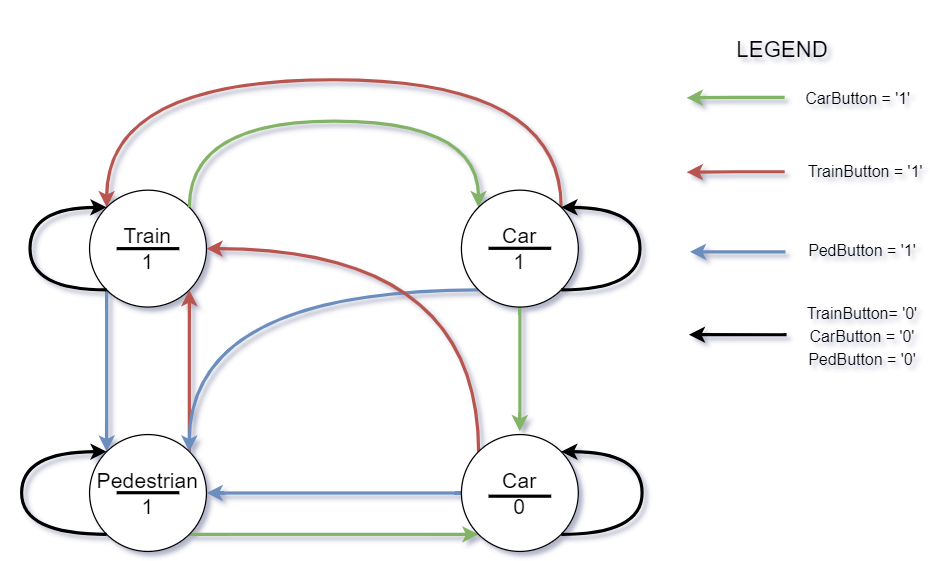 LEGEND
CarButton = '1'
TrainButton = '1'
PedButton = '1'
TrainButton= '0'
CarButton = '0'
PedButton = '0'
Train
1
Car
1
Pedestrian
1
Car
0